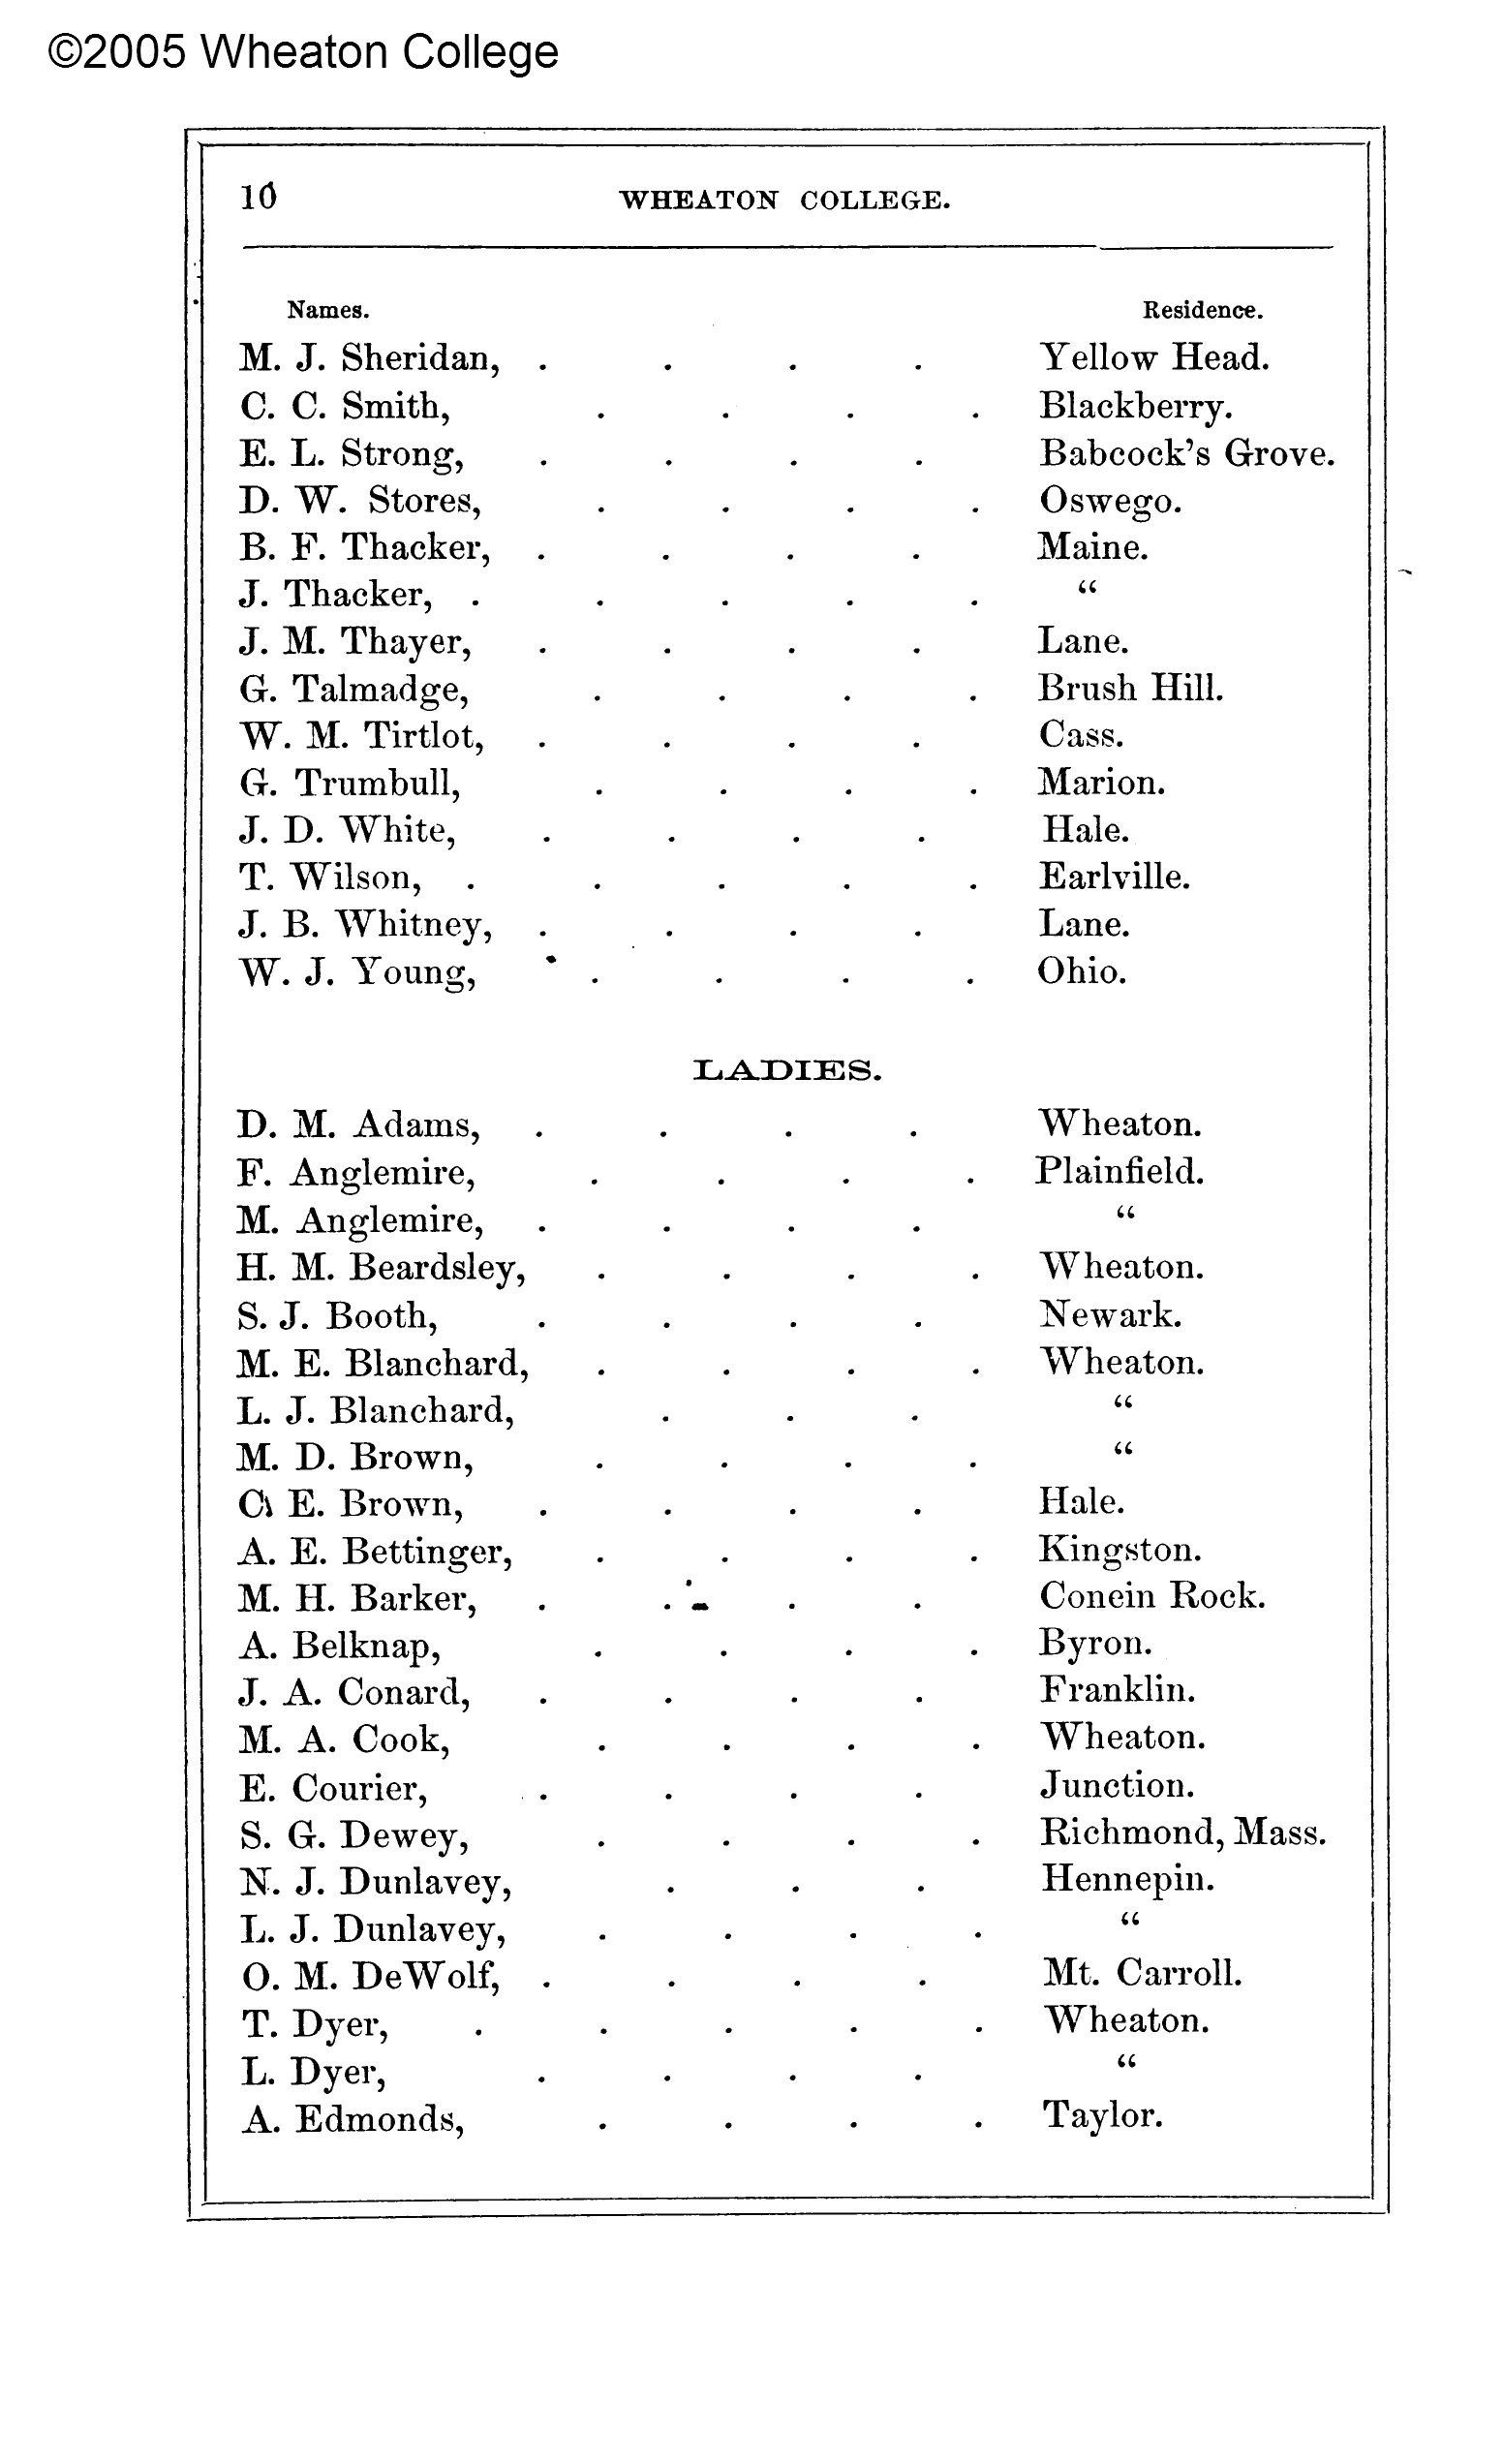 ©2005 Wheaton College
10 WHEATON COLLEGE.
Names. Residence.
M. J. Sheridan, . . . . Yellow Head.
C. C. Smith, . . . . Blackberry.
E. L. Strong, . . . . Babcock's Grove.
D. W. Stores, . . . . Oswego.
B. F. Thacker, . . . . Maine.
J. Thacker, . . . . . “
J. M. Thayer, . . . . Lane.
G. Talmadge, . . . . Brush Hill.
W. M. Tirtlot, . . . . Cass.
G. Trumbull, . . . . Marion.
J. D. White, . . . . Hale.
T. Wilson, . . . . . Earlville.
J. B. Whitney, . . . . Lane.
W. J. Young, . . . . Ohio.
LADIES.
D. M. Adams, . . . . Wheaton.
F. Anglemire, . . . . Plainfield.
M. Anglemire, . . . . “
H. M. Beardsley, . . . . Wheaton.
S. J. Booth, . . . . Newark.
M. E. Blanchard, . . . . Wheaton.
L. J. Blanchard, . . . “
M. D. Brown, . . . . “
C. E. Brown, . . . . Hale.
A. E. Bettinger, . . . . Kingston.
M. H. Barker, . . . . Conein Rock.
A. Belknap, . . . . Byron.
J. A. Conard, . . . . Franklin.
M. A. Cook, . . . . Wheaton.
E. Courier, . . . . Junction.
S. G. Dewey, . . . . Richmond, Mass.
N. J. Dunlavey, . . . Hennepin.
L. J. Dunlavey, . . . . “
O. M. DeWolf, . . . . Mt. Carroll.
T. Dyer, . . . . . Wheaton.
L. Dyer, . . . . “
A. Edmonds, . . . . Taylor.